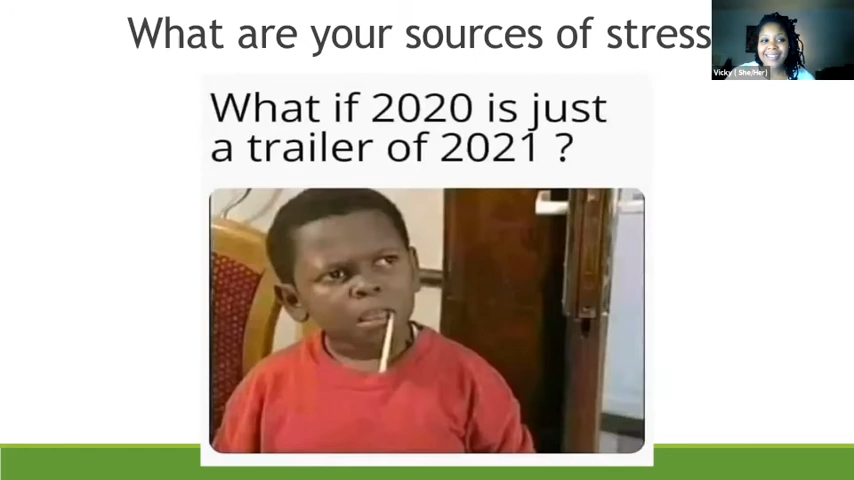 What are your sources of stress
What if 2020 is just
a trailer of 2021 ?
Vicky ( She/Her)